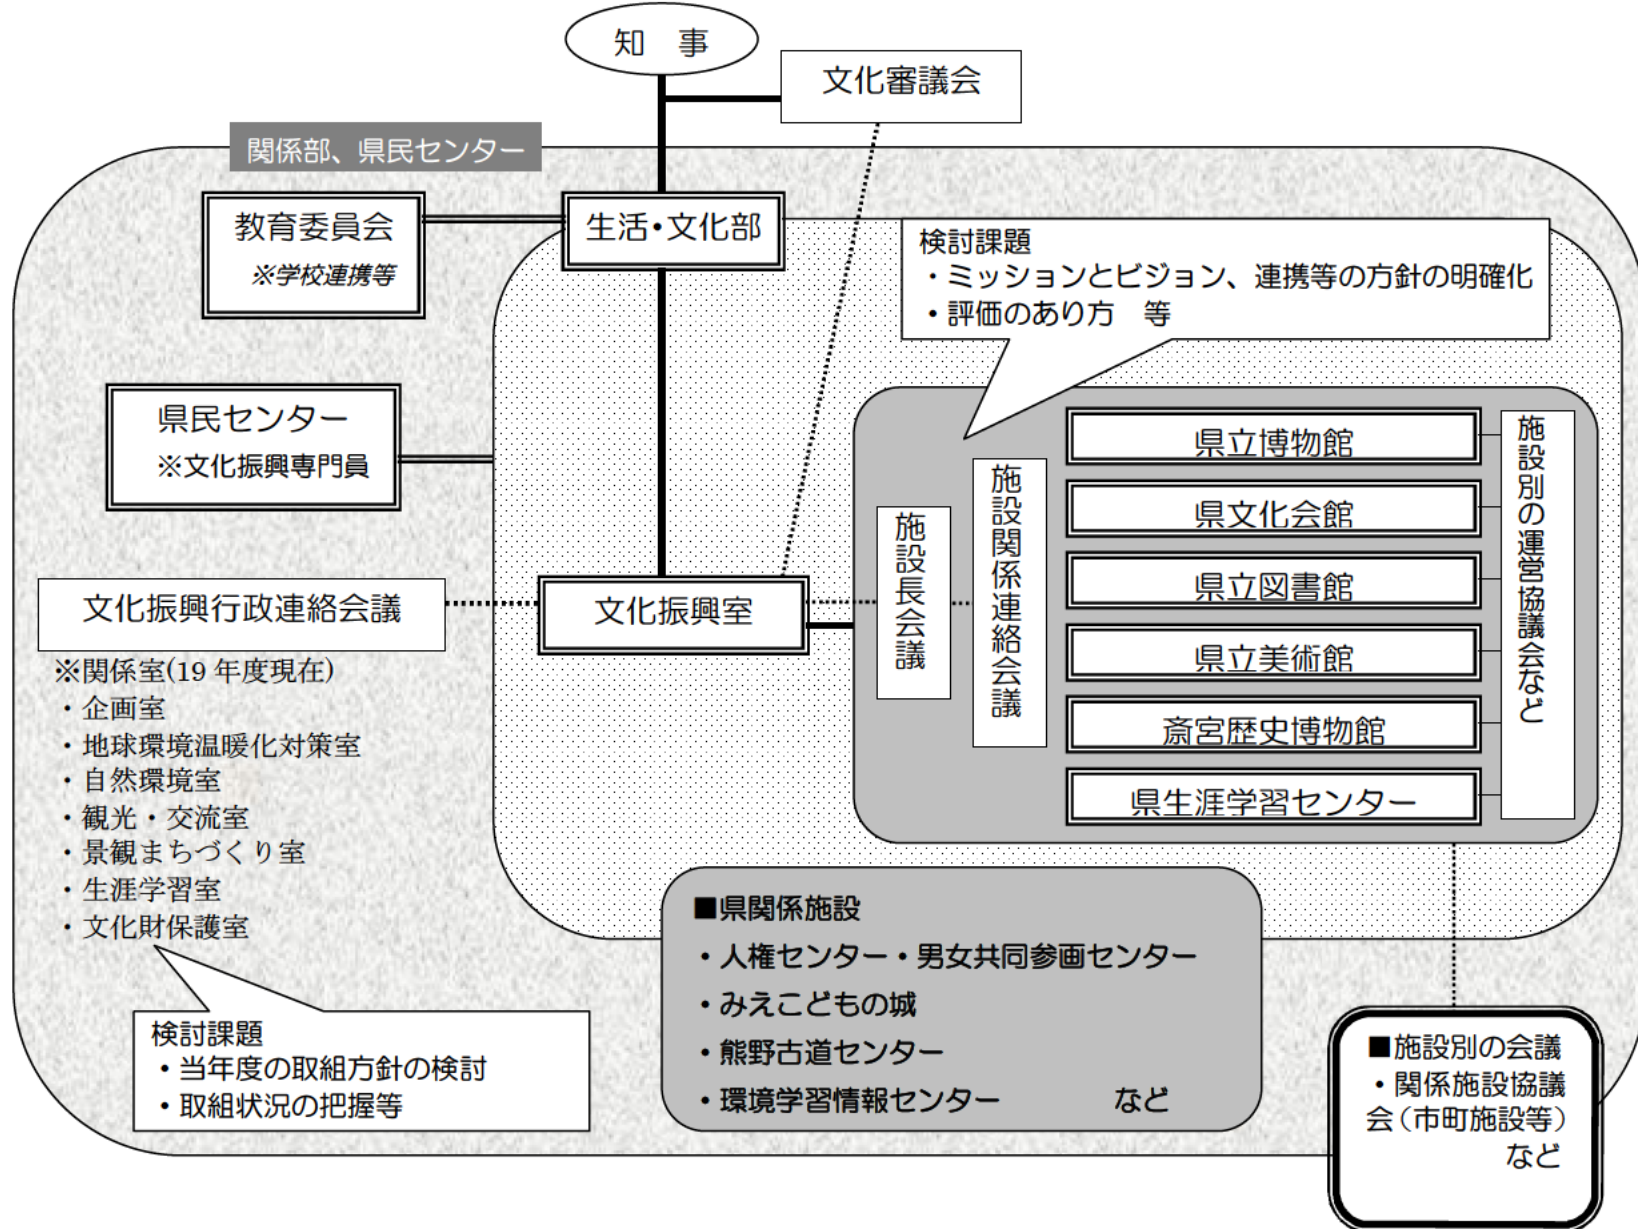 知　事
文化審議会
関係部、県民センター
教育委員会
※学校連携等
生活・文化部
検討課題
・ミッションとビジョン、連携等の方針の明確化
・評価のあり方　等
県民センター
※文化振興専門員
文化振興行政連絡会議
※関係室(19 年度現在)
・企画室
・地球環境温暖化対策室
・自然環境室
・観光・交流室
・景観まちづくり室
・生涯学習室
・文化財保護室
検討課題
・当年度の取組方針の検討
・取組状況の把握等
文化振興室
施設長会議
施設関係連絡会議
県立博物館
県文化会館
県立図書館
県立美術館
斎宮歴史博物館
県生涯学習センター
施設別の運営協議会など
■県関係施設
・人権センター・男女共同参画センター
・みえこどもの城
・熊野古道センター
・環境学習情報センター　　　　など
■施設別の会議
・関係施設協議
会（市町施設等）
など